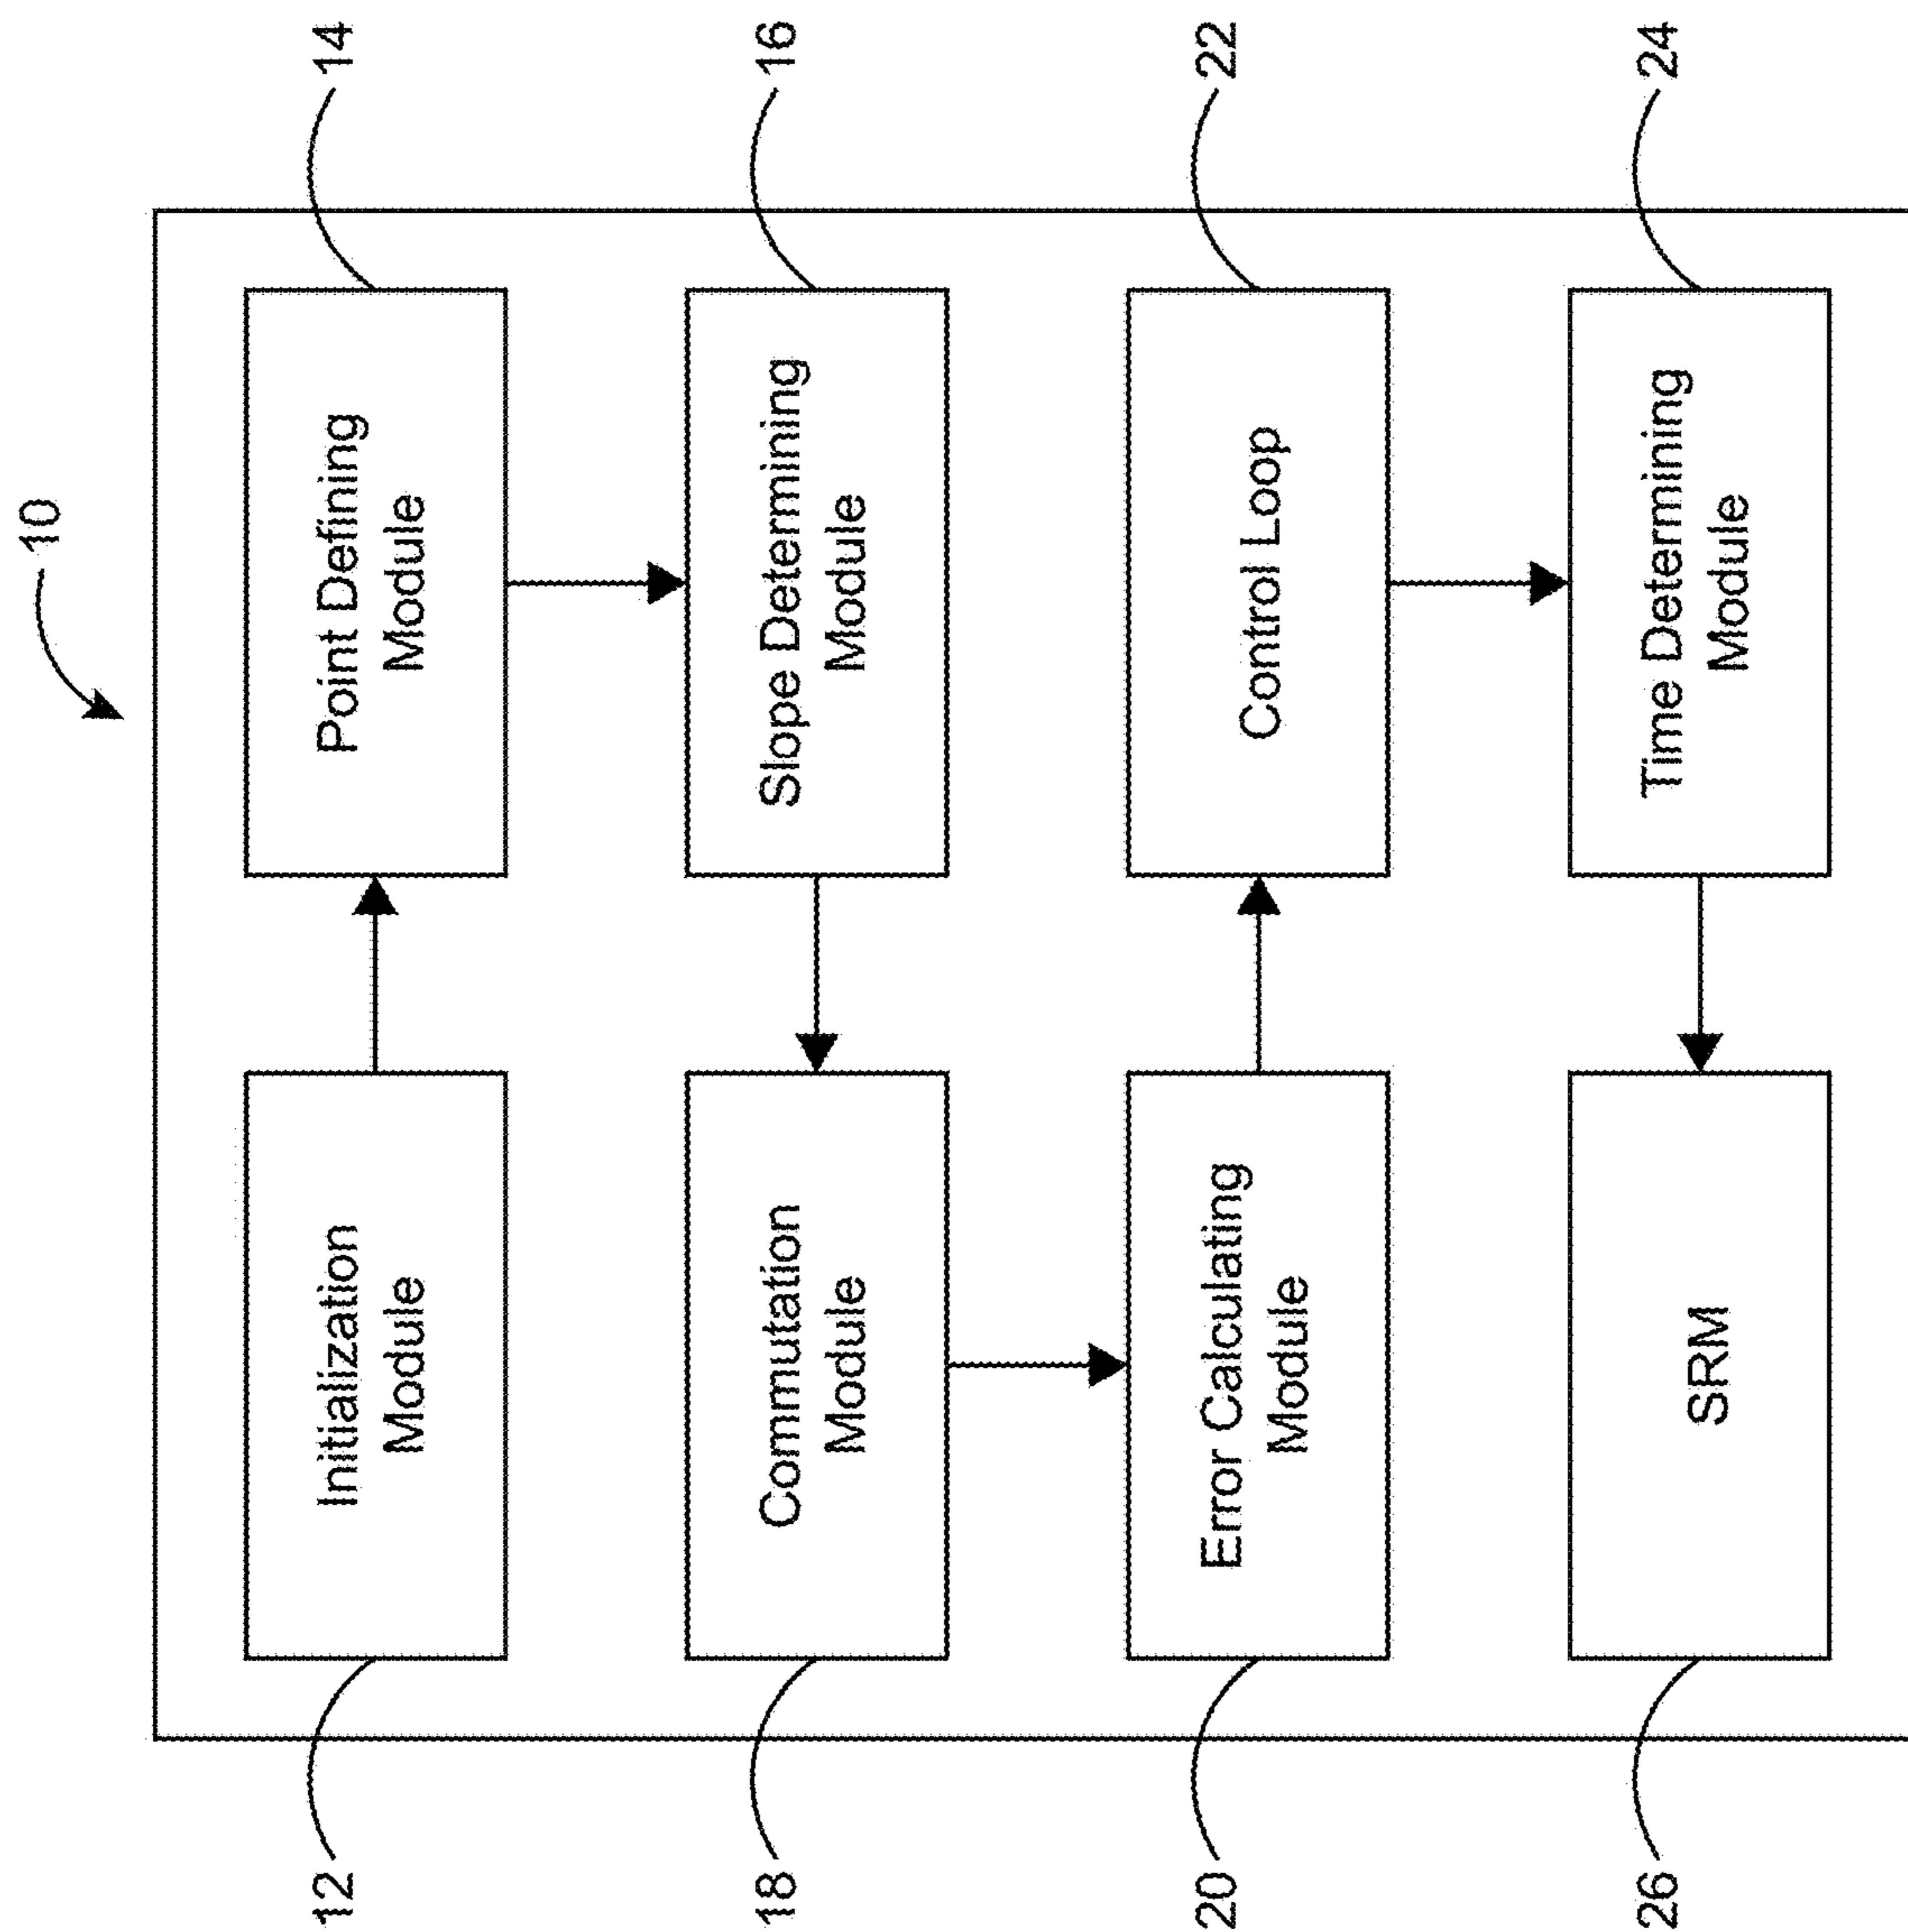 10
12
Initialization
Module
Point Defining
Module
14
18
Commutation
Module
Slope Determining
Module
16
20
Error Calculating
Module
Control Loop
22
26
SRM
Time Determining
Module
24